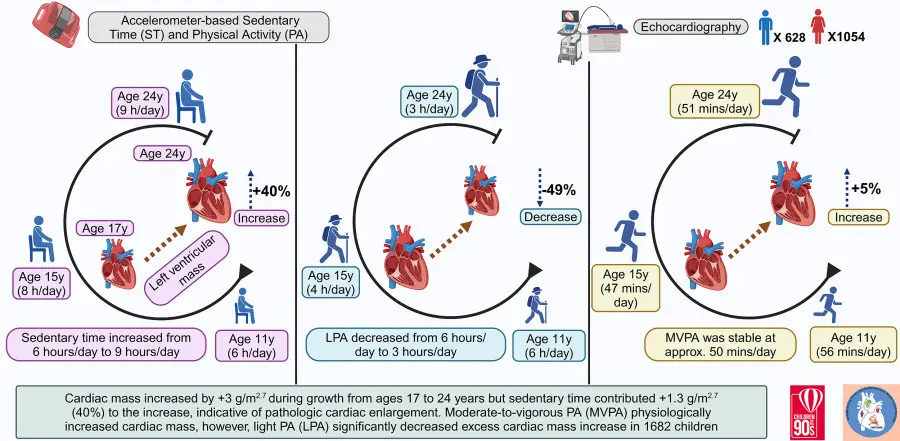 Accelerometer-based Sedentary
Time (ST) and Physical Activity (PA)
Echocardiography
X 628
X1054
Age 24y
(9 h/day)
Age 24y
+40%
Increase
Age 17y
Left ventricular
mass
Age 15y
(8 h/day)
Sedentary time increased from
6 hours/day to 9 hours/day
Age 11y
(6 h/day)
Age 24y
(3 h/day)
-49%
Decrease
Age 15y
(4 h/day)
LPA decreased from 6 hours/
day to 3 hours/day
Age 11y
(6 h/day)
Age 24y
(51 mins/day)
+5%
Increase
Age 15y
(47 mins/
day)
MVPA was stable at
approx. 50 mins/day
Age 11y
(56 mins/day)
Cardiac mass increased by +3 g/m2.7 during growth from ages 17 to 24 years but sedentary time contributed +1.3 g/m2.7
(40%) to the increase, indicative of pathologic cardiac enlargement. Moderate-to-vigorous PA (MVPA) physiologically
increased cardiac mass, however, light PA (LPA) significantly decreased excess cardiac mass increase in 1682 children
CHILDREN
OF THE
90s